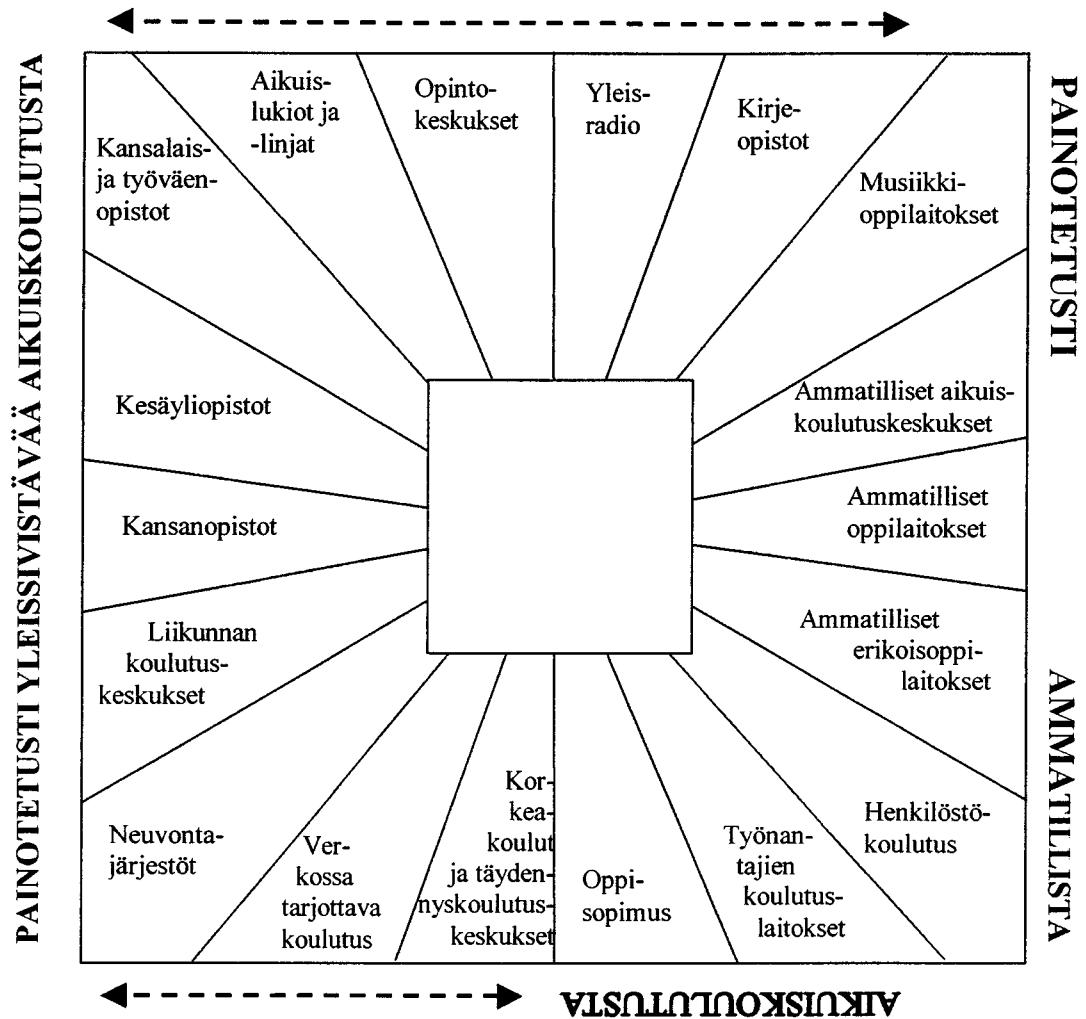 PAINOTETUSTI YLEISSIVISTÄVÄÄ AIKUISKOULUTUSTA
Kansalais-
ja työväen-
opistot
Aikuis-
lukiot ja
-linjat
Opinto-
keskukset
Yleis-
radio
Kirje-
opistot
Musiikki-
oppilaitokset
Ammatilliset aikuis-
koulutuskeskukset
Ammatilliset
oppilaitokset
Ammatilliset
erikoisoppi-
laitokset
Henkilöstö-
koulutus
Työnan-
tajien
koulutus-
laitokset
Oppi-
sopimus
Kor-
kea-
koulut
ja täyden-
nyskoulutus-
keskukset
Ver-
kossa
tarjottava
koulutus
Neuvonta-
järjestöt
Liikunnan
koulutus-
keskukset
Kansanopistot
Kesäyliopistot
PAINOTETUSTI
AMMATILLISTA
AIKUISKOULUTUSTA